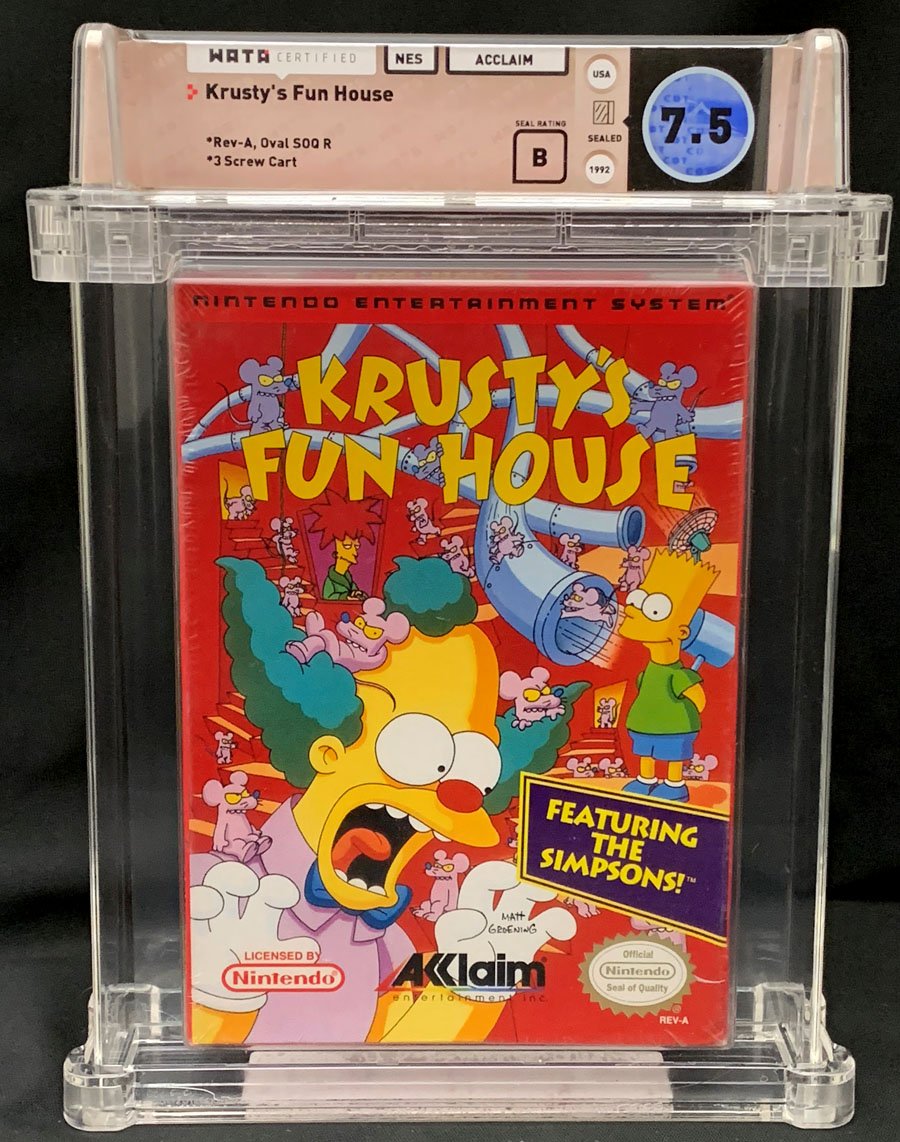 WATA CERTIFIED
NES
ACCLAIM
Krusty's Fun House
*Rev-A, Oval SOQ R
*3 Screw Cart
SEAL RATING
B
USA
SEALED
1992
7.5
NINTENDO ENTERTAINMENT SYSTEM
KRUSTY'S
FUN HOUSE
FEATURING
THE
SIMPSONS!™
MATT
GROENING
LICENSED BY
Nintendo®
AKKlaim®
entertainment inc.
Official
Nintendo
Seal of Quality
REV-A